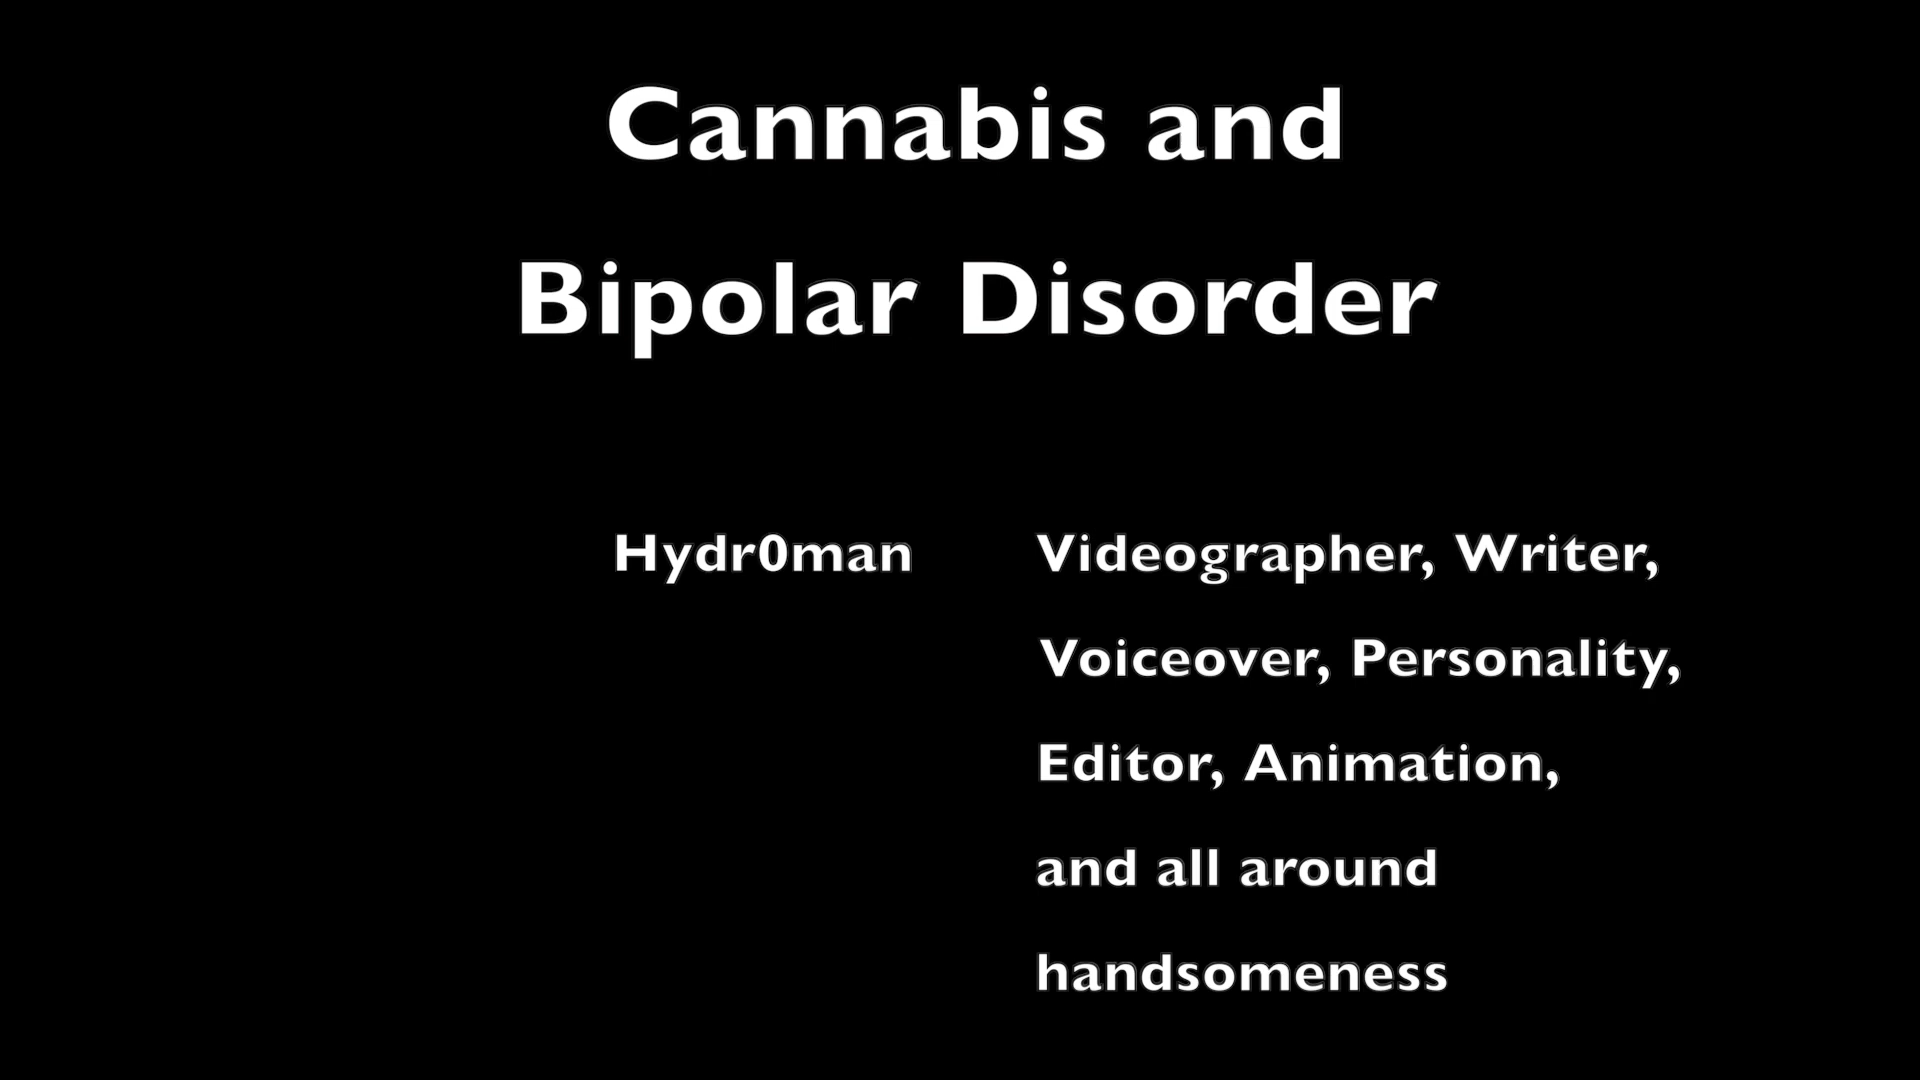 Cannabis and
Bipolar Disorder
Hydr0man Videographer, Writer,
Voiceover, Personality,
Editor, Animation,
and all around
handsomeness